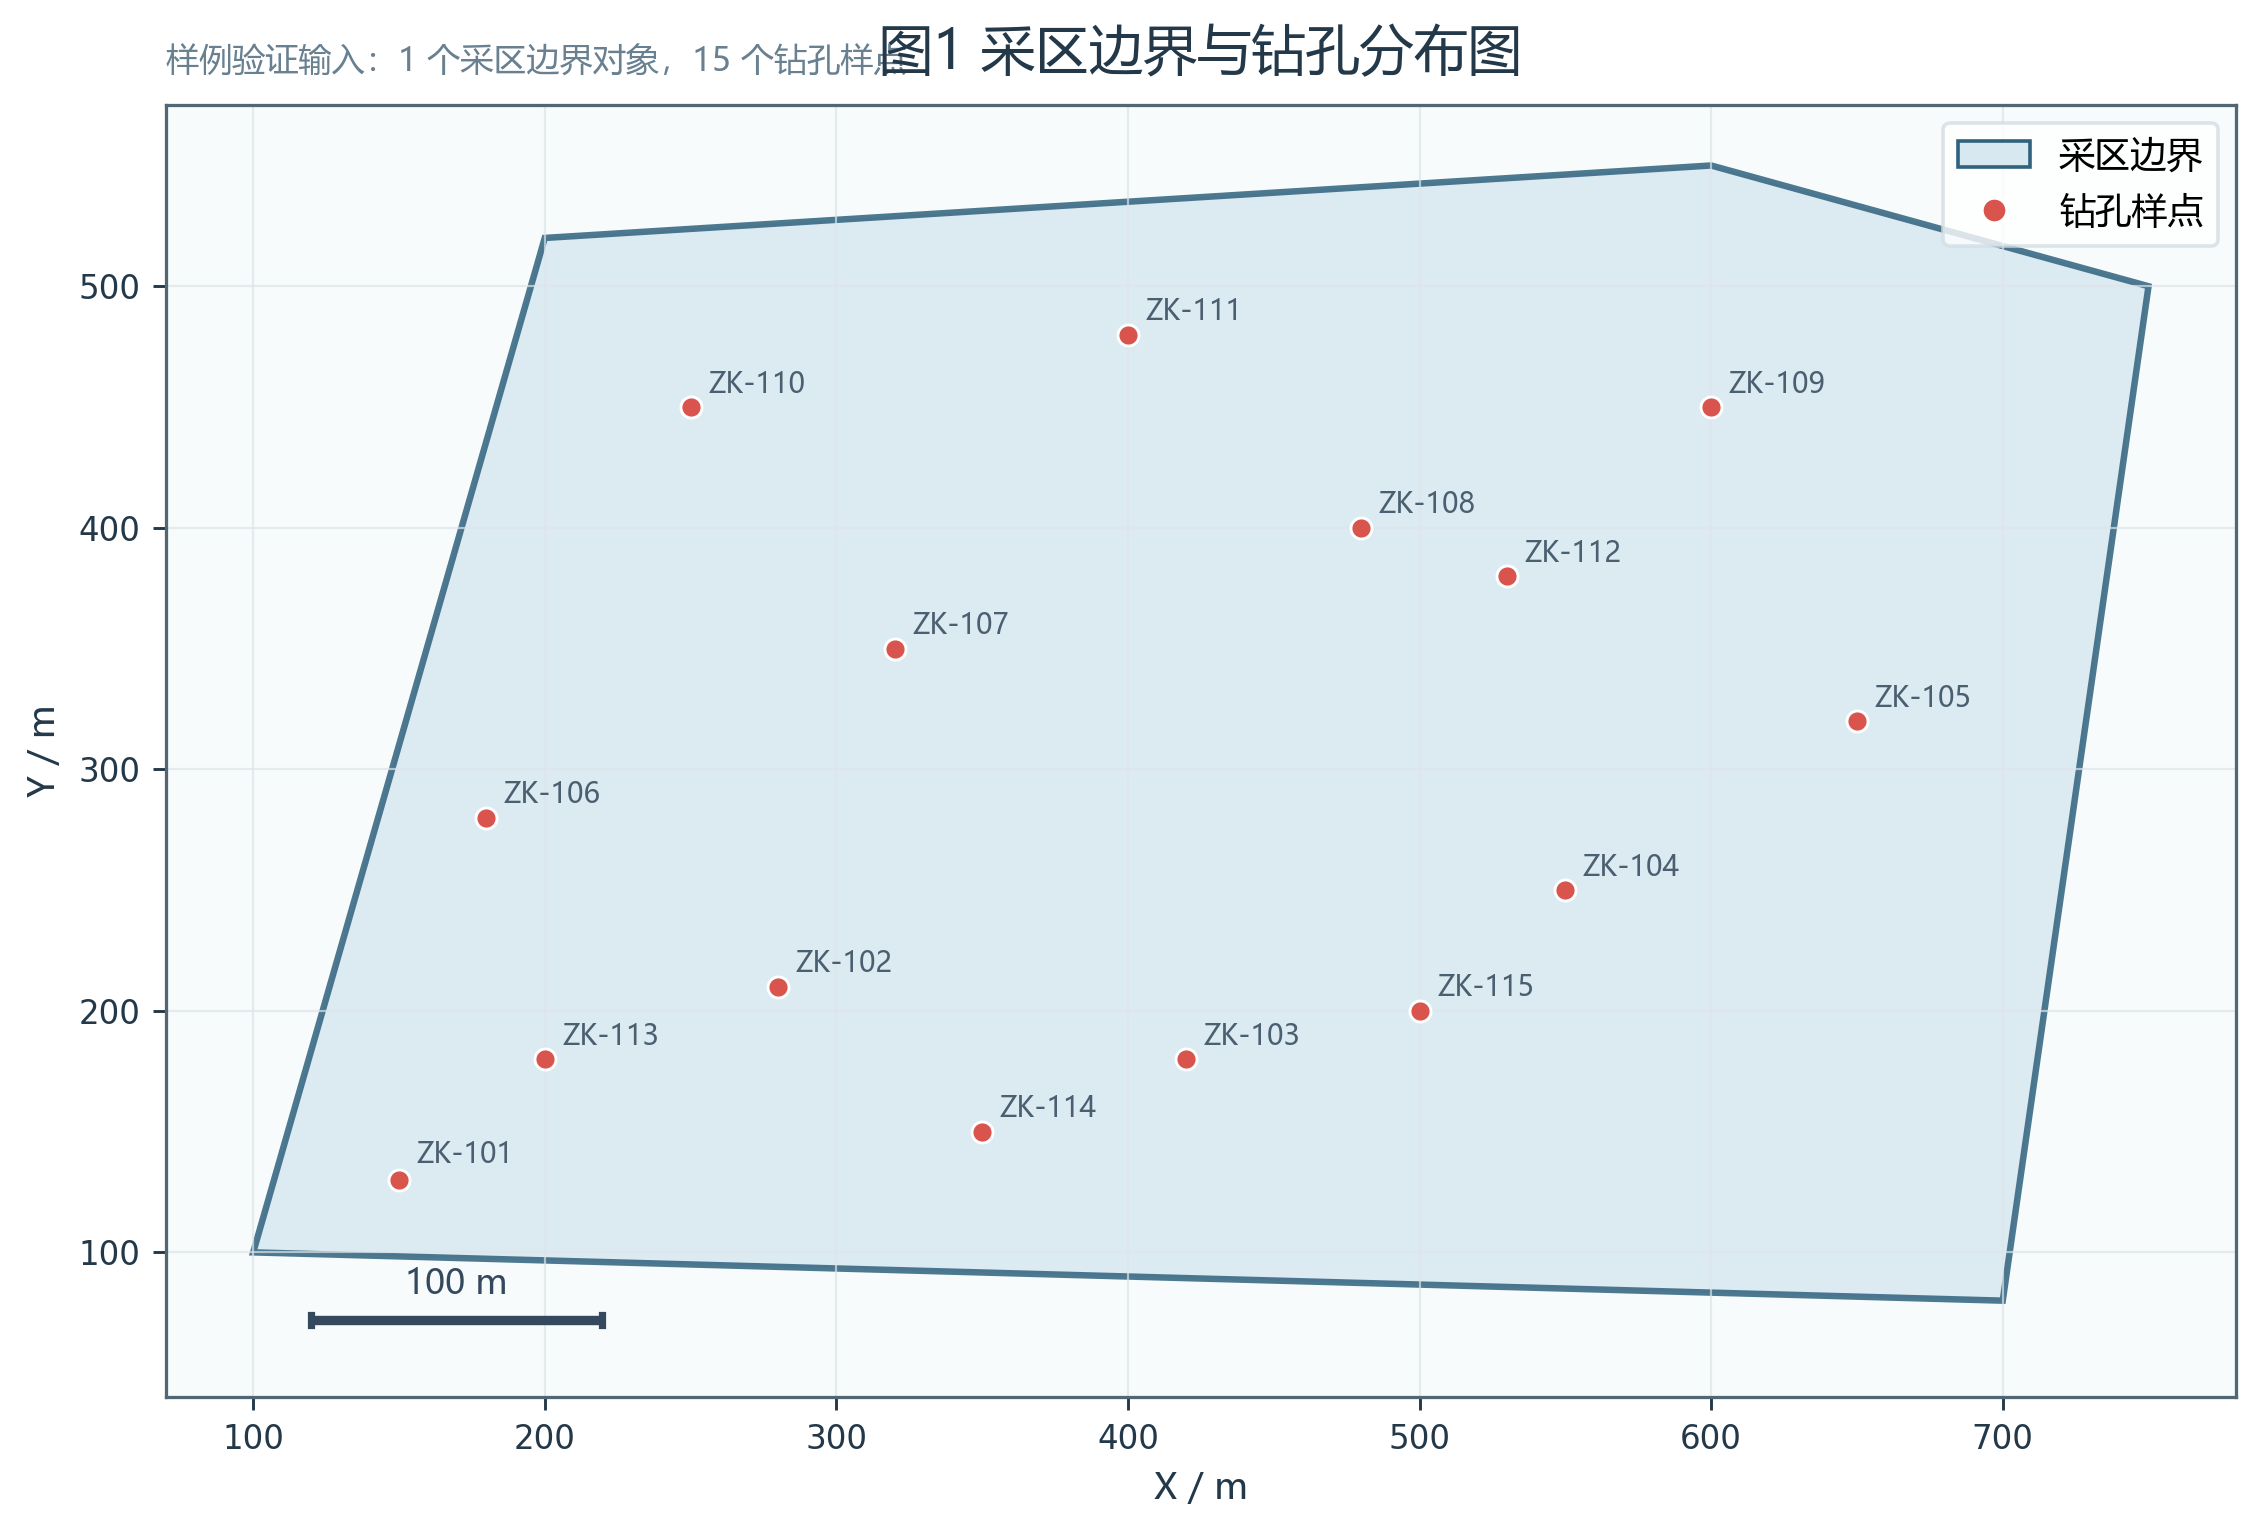 样例验证输入：1 个采区边界对象，15 个钻孔样点
图1 采区边界与钻孔分布图
采区边界
钻孔样点
ZK-111
ZK-110
ZK-109
ZK-108
ZK-112
ZK-107
ZK-105
ZK-106
ZK-104
ZK-102
ZK-115
ZK-113
ZK-103
ZK-114
ZK-101
100 m
500
400
300
200
100
Y / m
100
200
300
400
500
600
700
X / m